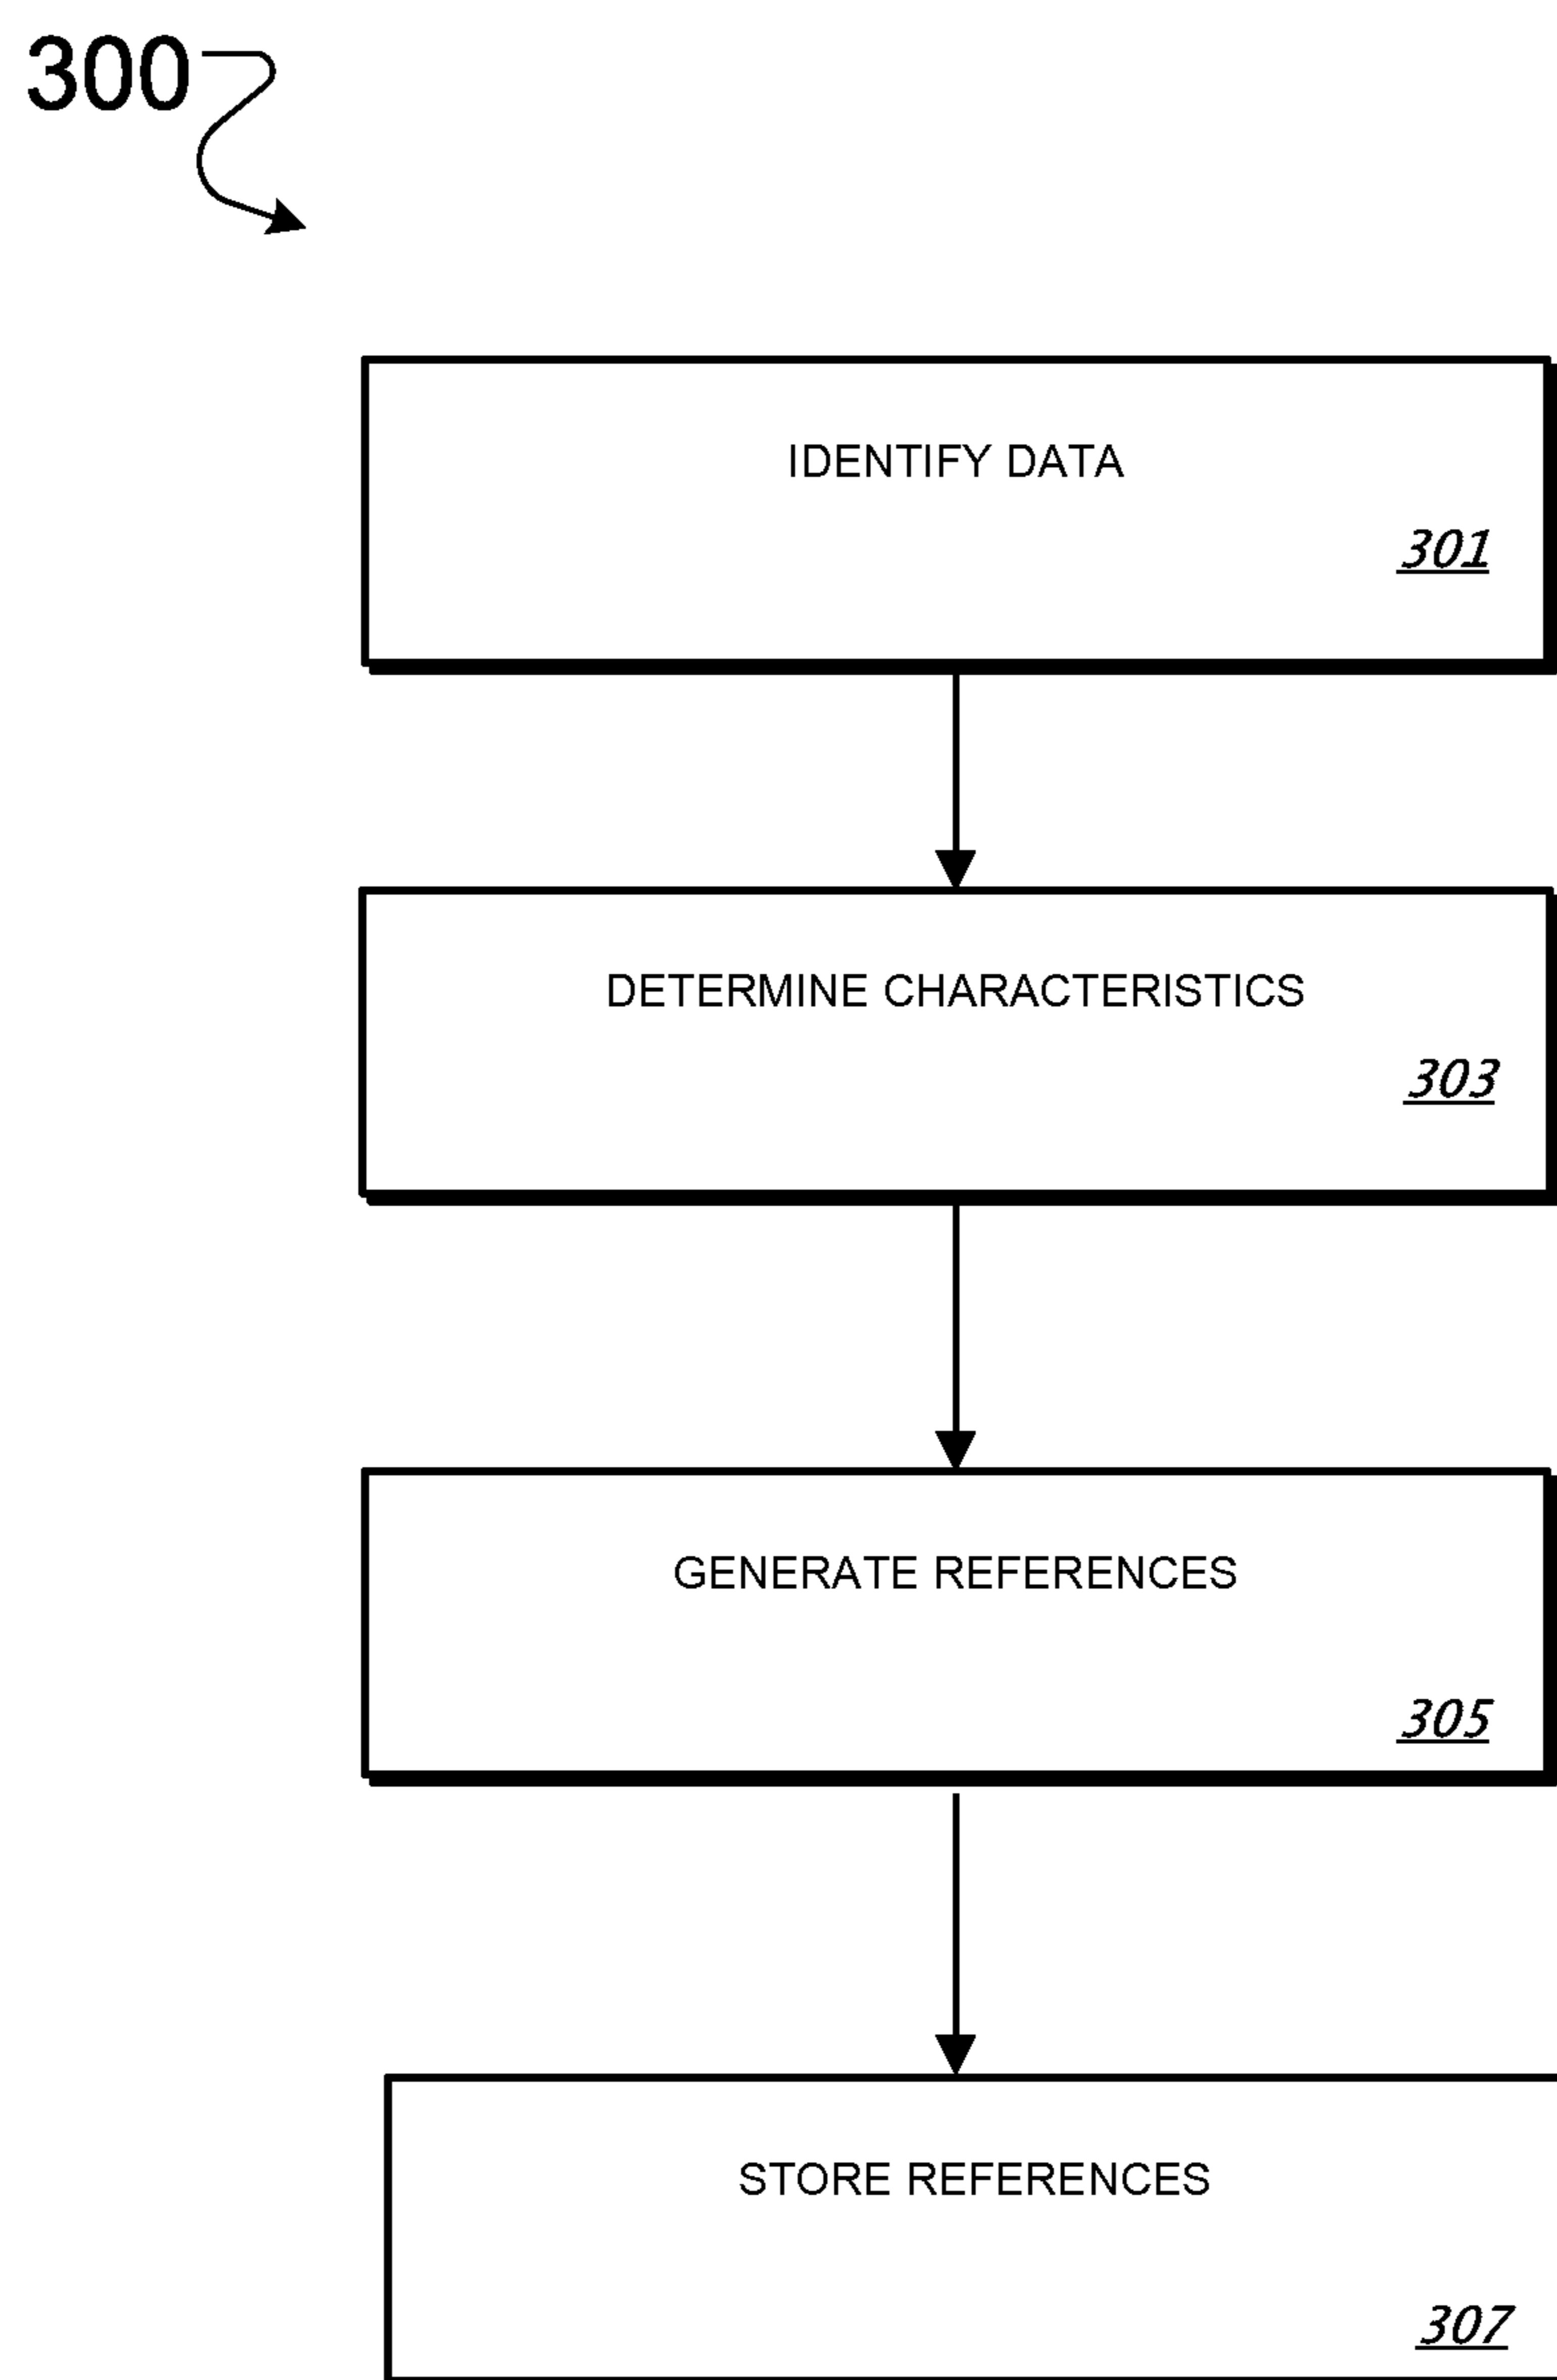 300
IDENTIFY DATA
301
DETERMINE CHARACTERISTICS
303
GENERATE REFERENCES
305
STORE REFERENCES
307